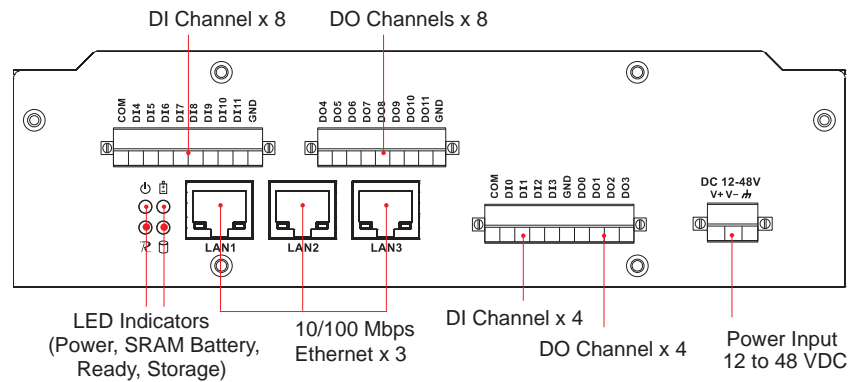 DI Channel x 8
DO Channels x 8
COM
DI4
DI5
DI6
DI7
DI8
DI9
DI10
DI11
GND
DO4
DO5
DO6
DO7
DO8
DO9
DO10
DO11
GND
COM
DI0
DI1
DI2
DI3
GND
DO0
DO1
DO2
DO3
DC 12-48V
V+ V-
LAN1
LAN2
LAN3
LED Indicators
(Power, SRAM Battery,
Ready, Storage)
10/100 Mbps
Ethernet x 3
DI Channel x 4
DO Channel x 4
Power Input
12 to 48 VDC